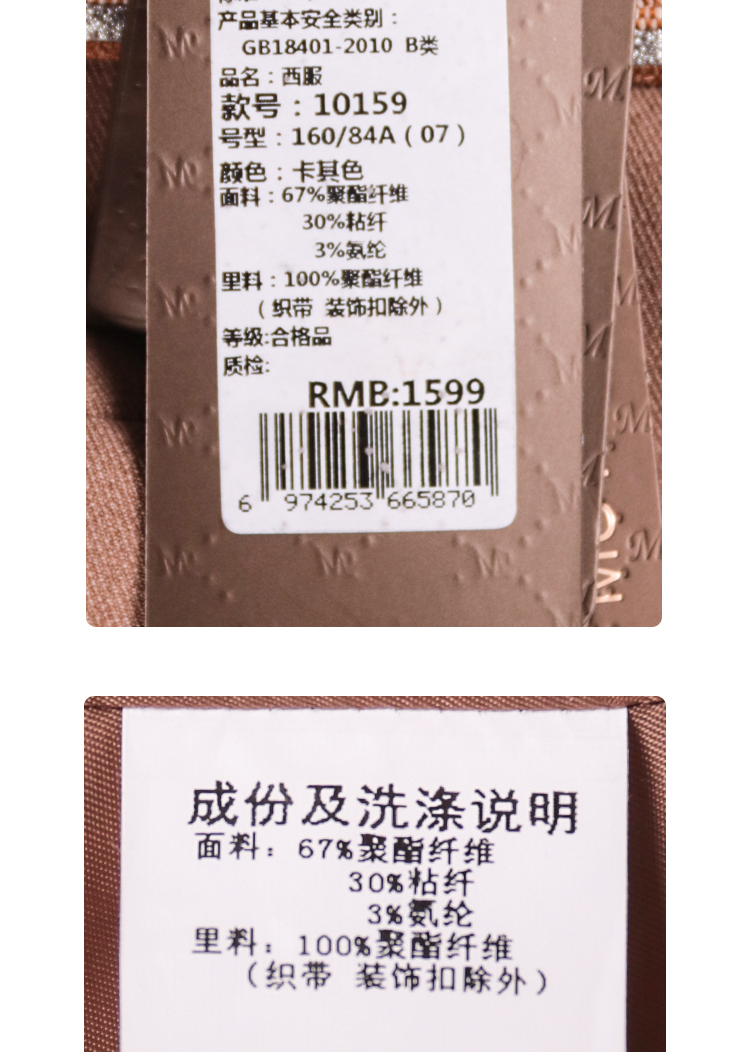 产品基本安全类别：
GB18401-2010 B类
品名：西服
款号：10159
号型：160/84A（07）
颜色：卡其色
面料：67%聚酯纤维
30%粘纤
3%氨纶
里料：100%聚酯纤维
（织带 装饰扣除外）
等级:合格品
质检:
RMB:1599
6 974253 665870
成份及洗涤说明
面料：67%聚酯纤维
30%粘纤
3%氨纶
里料：100%聚酯纤维
（织带 装饰扣除外）